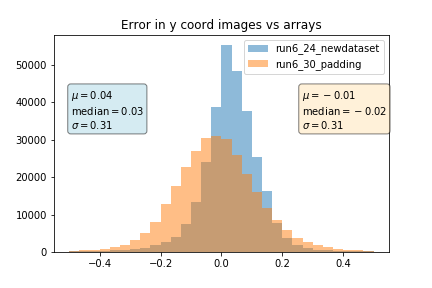 Error in y coord images vs arrays
run6_24_newdataset
run6_30_padding
μ = 0.04
median = 0.03
σ = 0.31
μ = −0.01
median = −0.02
σ = 0.31
50000
40000
30000
20000
10000
0
−0.4 −0.2 0.0 0.2 0.4